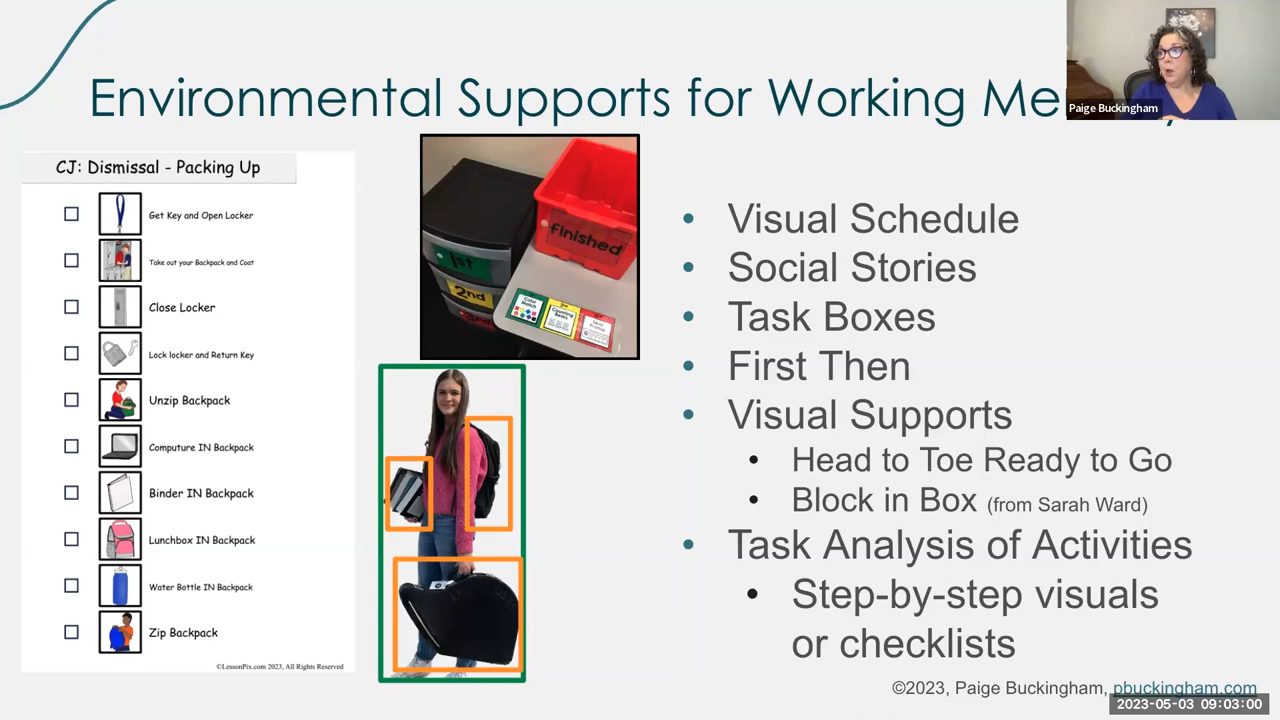 Environmental Supports for Working Me
Paige Buckingham
CJ: Dismissal - Packing Up
Get Key and Open Locker
Take out your Backpack and Coat
Close Locker
Lock locker and Return Key
Unzip Backpack
Computure IN Backpack
Binder IN Backpack
Lunchbox IN Backpack
Water Bottle IN Backpack
Zip Backpack
©LessonPix.com 2023, All Rights Reserved
finished
1st
2nd
Color
Match
Counting
Bears
• Visual Schedule
• Social Stories
• Task Boxes
• First Then
• Visual Supports
• Head to Toe Ready to Go
• Block in Box (from Sarah Ward)
• Task Analysis of Activities
• Step-by-step visuals
or checklists
©2023, Paige Buckingham, pbuckingham.com
2023-05-03 09:03:00